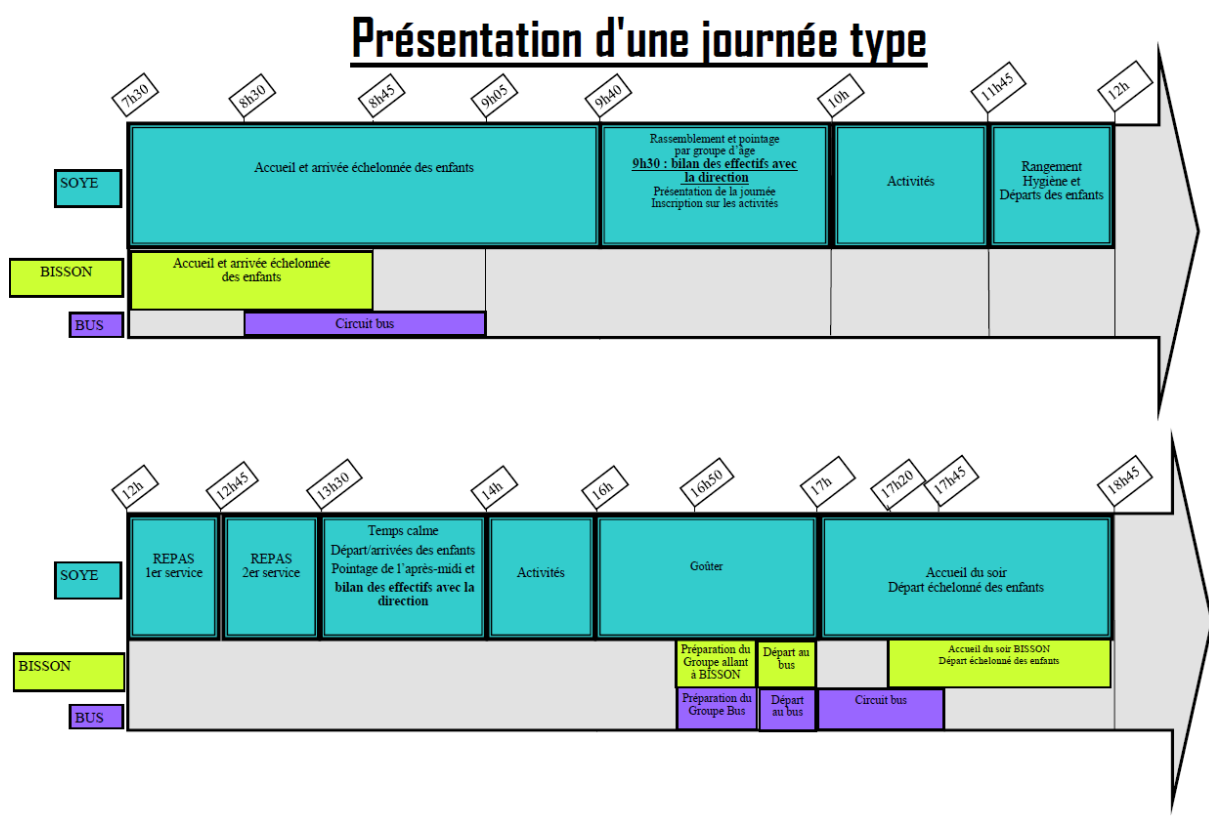 Présentation d'une journée type
7h30
8h30
8h45
9h05
9h40
10h
11h45
12h
SOYE
Accueil et arrivée échelonnée des enfants
Rassemblement et pointage
par groupe d’âge
9h30 : bilan des effectifs avec
la direction
Présentation de la journée
Inscription sur les activités
Activités
Rangement
Hygiène et
Départs des enfants
BISSON
Accueil et arrivée échelonnée
des enfants
BUS
Circuit bus
12h
12h45
13h30
14h
16h
16h50
17h
17h20
17h45
18h45
SOYE
REPAS
1er service
REPAS
2er service
Temps calme
Départ/arrivées des enfants
Pointage de l’après-midi et
bilan des effectifs avec la
direction
Activités
Goûter
Accueil du soir
Départ échelonné des enfants
BISSON
Préparation du
Groupe allant
à BISSON
Départ au
bus
Accueil du soir BISSON
Départ échelonné des enfants
BUS
Préparation du
Groupe Bus
Départ
au bus
Circuit bus